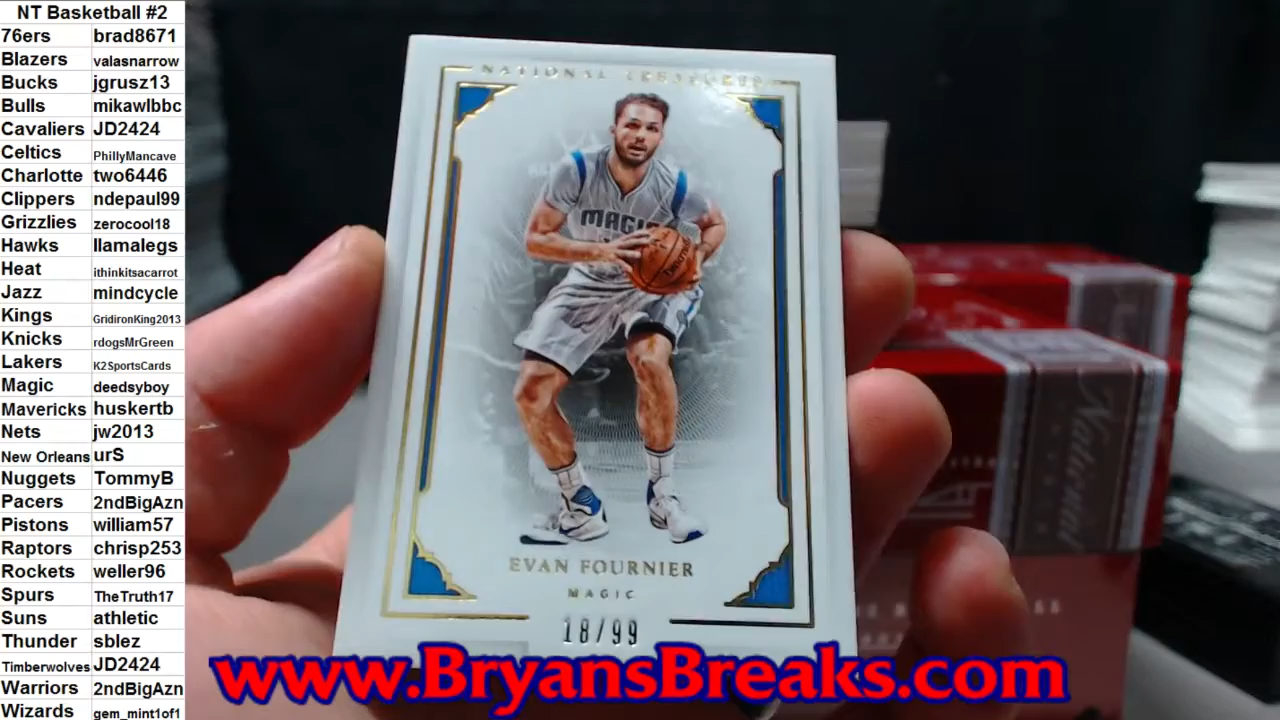 NT Basketball #2
76ers brad8671
Blazers valasnarrow
Bucks jgrusz13
Bulls mikawlbbc
Cavaliers JD2424
Celtics PhillyMancave
Charlotte two6446
Clippers ndepaul99
Grizzlies zerocool18
Hawks llamalegs
Heat ithinkitsacarrot
Jazz mindcycle
Kings GridironKing2013
Knicks rdogsMrGreen
Lakers K2SportsCards
Magic deedsyboy
Mavericks huskertb
Nets jw2013
New Orleans urS
Nuggets TommyB
Pacers 2ndBigAzn
Pistons william57
Raptors chrisp253
Rockets weller96
Spurs TheTruth17
Suns athletic
Thunder sblez
Timberwolves JD2424
Warriors 2ndBigAzn
Wizards gem_mint1of1
NATIONAL TREASURES
MAGIC
EVAN FOURNIER
MAGIC
18/99
National
www.BryansBreaks.com